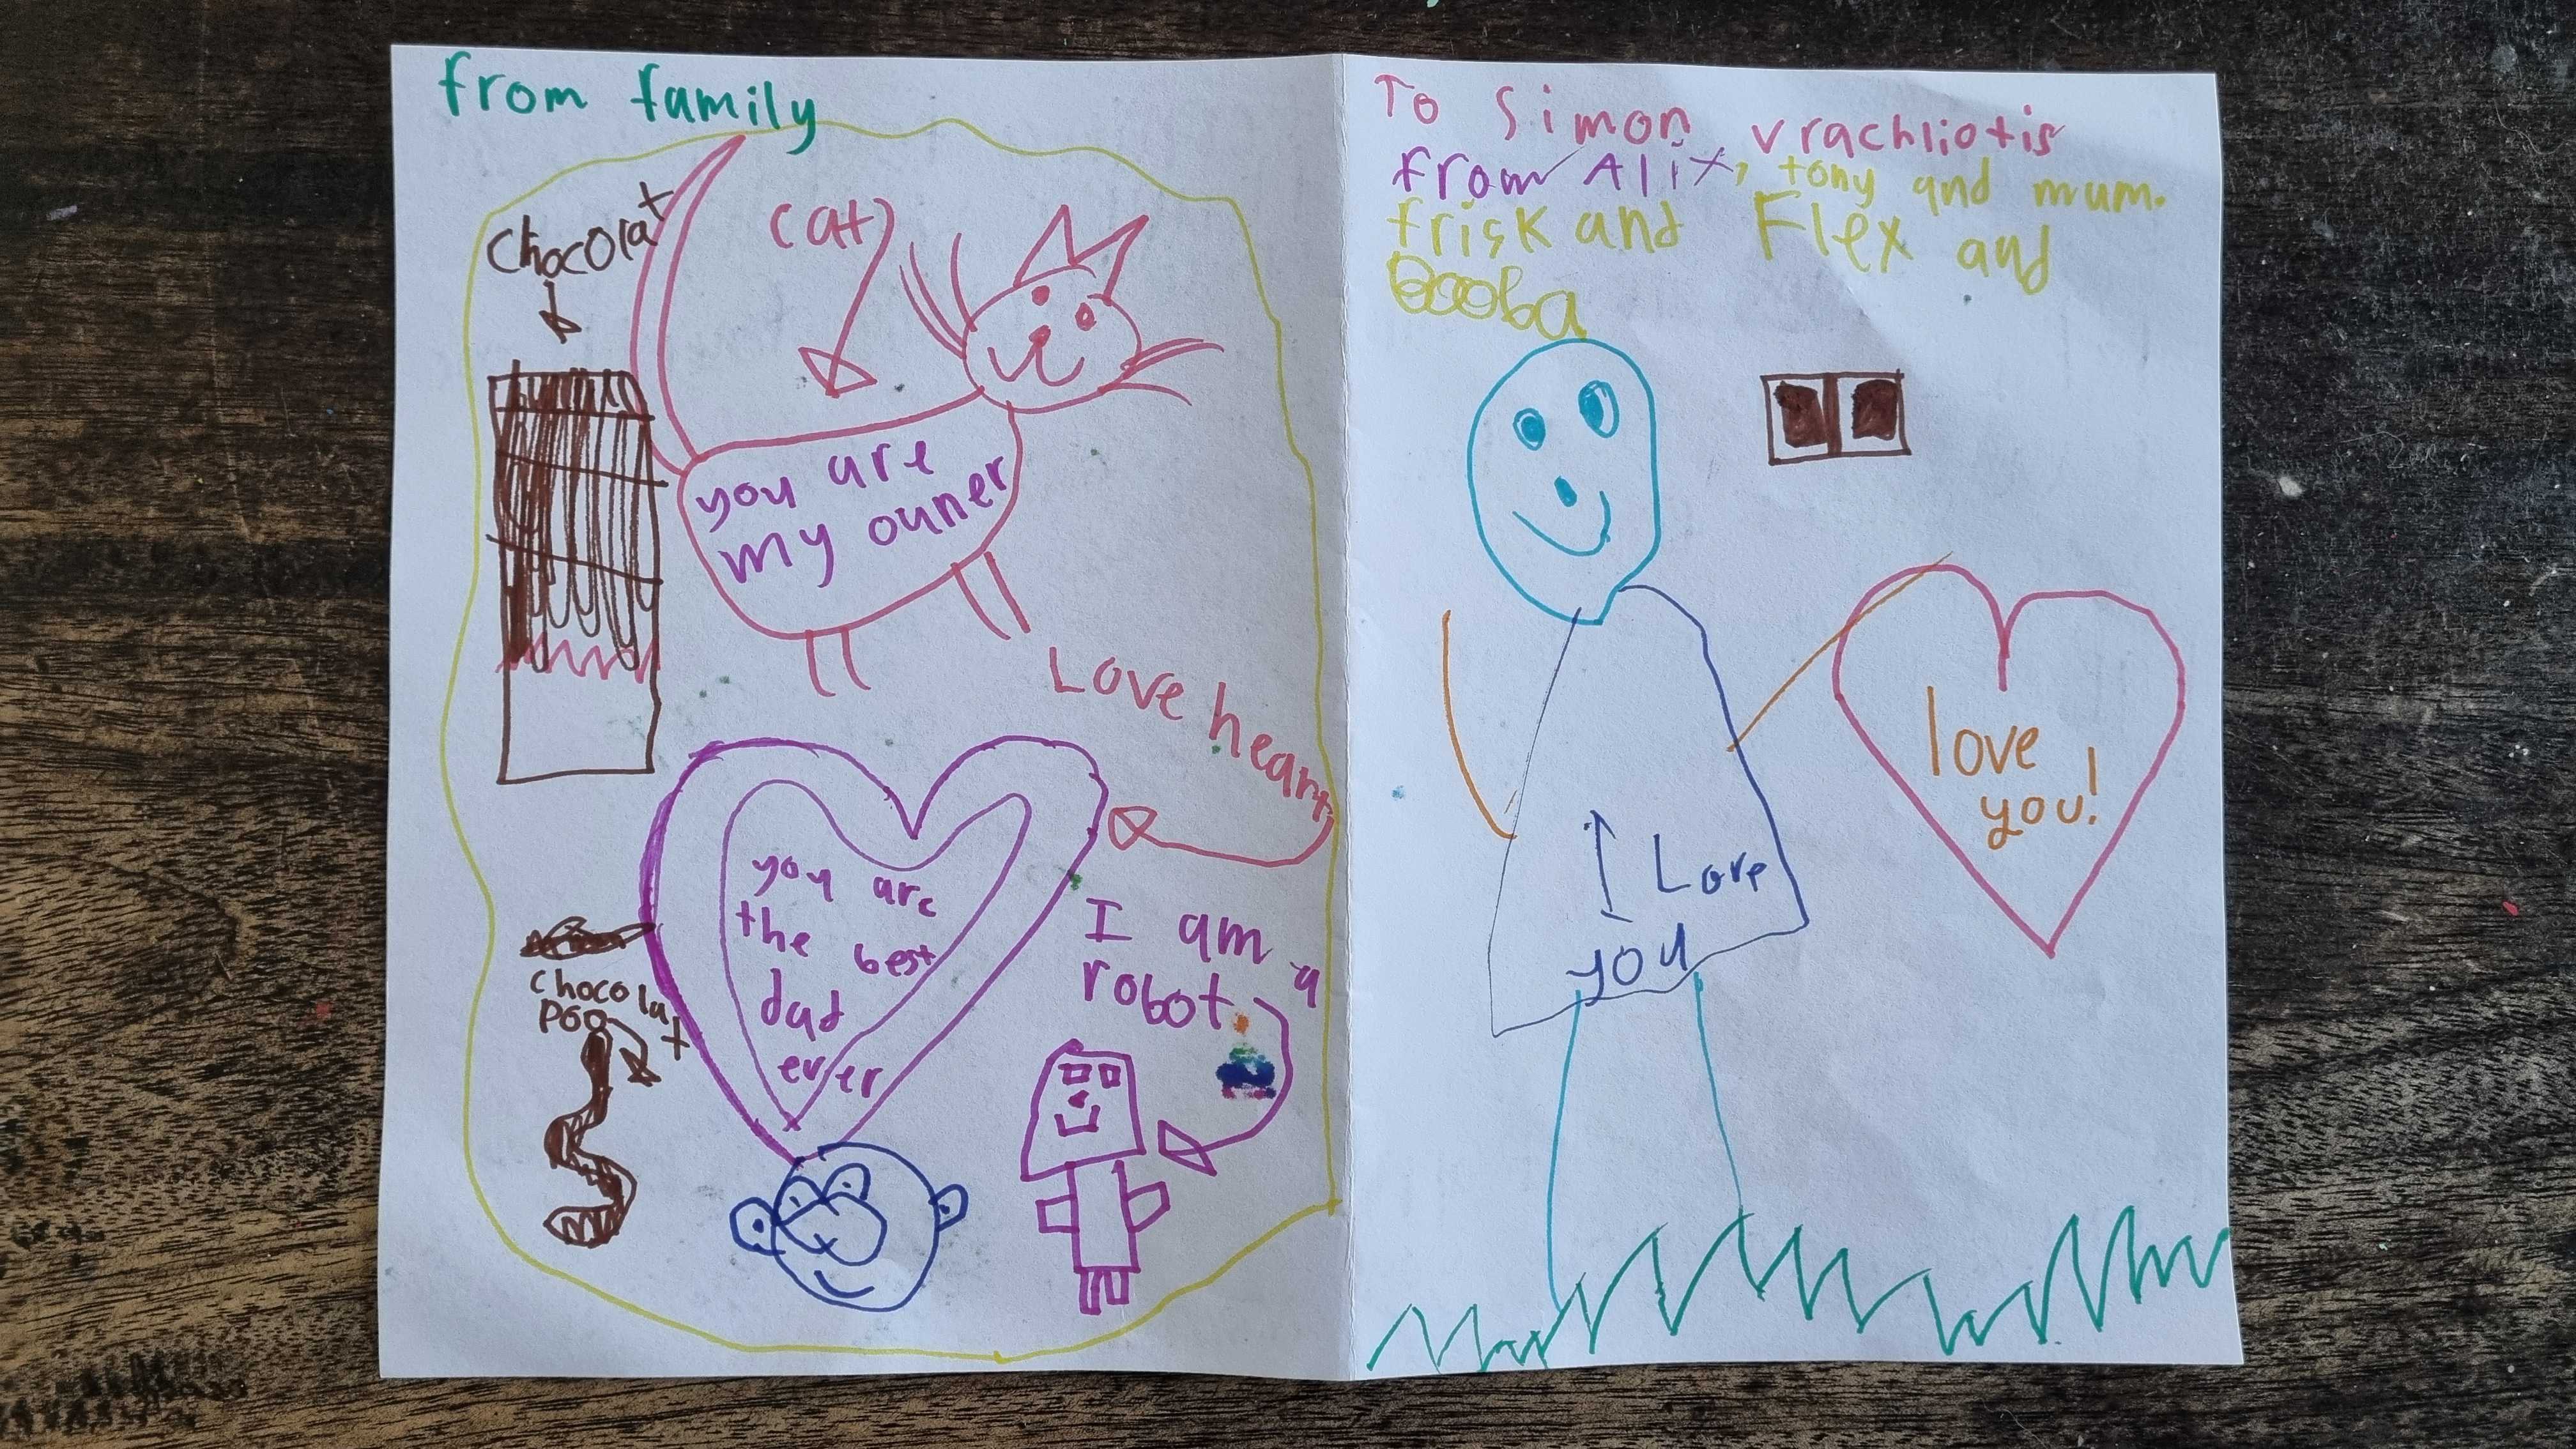 from family
Chocolat
Cat
you are
my ouner
Love heart
you are
the best
dad
ever
I am a
robot
Chocolat
Poo
To Simon vrachliotis
from Alix, tony and mum.
frisk and Flex and
Booba
love
you!
I Love
you